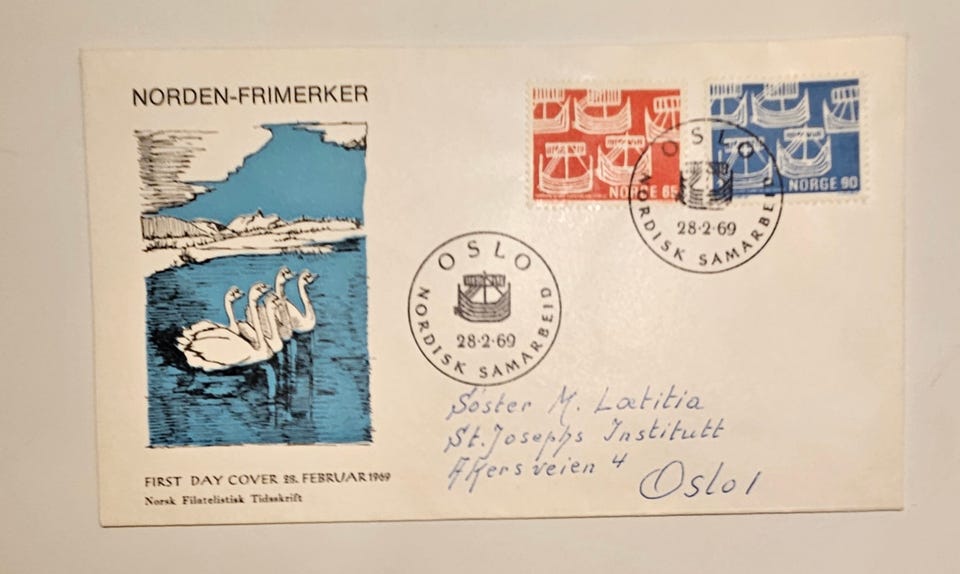 NORDEN-FRIMERKER
NORGE 65
NORGE 90
OSLO
28·2·69
NORDISK SAMARBEID
OSLO
28·2·69
NORDISK SAMARBEID
Søster M. Lætitia
St. Josephs Institutt
Akersveien 4
Oslo 1
FIRST DAY COVER 28. FEBRUAR 1969
Norsk Filatelistisk Tidsskrift